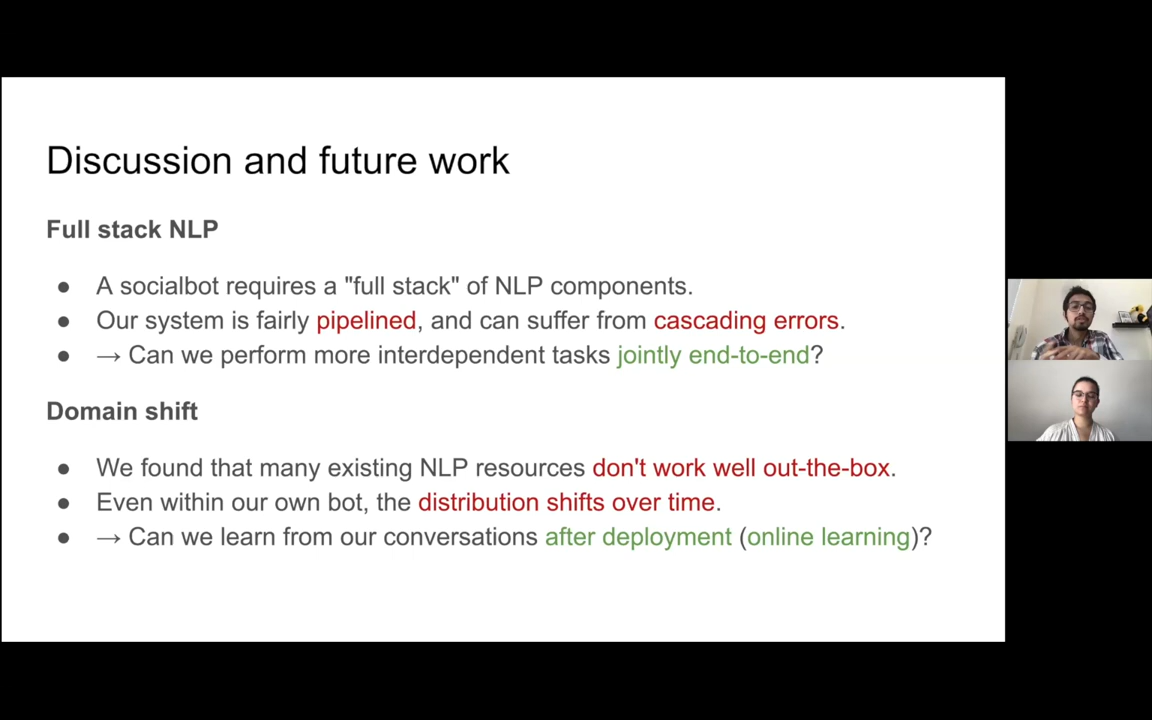 Discussion and future work
Full stack NLP
● A socialbot requires a "full stack" of NLP components.
● Our system is fairly pipelined, and can suffer from cascading errors.
● → Can we perform more interdependent tasks jointly end-to-end?
Domain shift
● We found that many existing NLP resources don't work well out-the-box.
● Even within our own bot, the distribution shifts over time.
● → Can we learn from our conversations after deployment (online learning)?